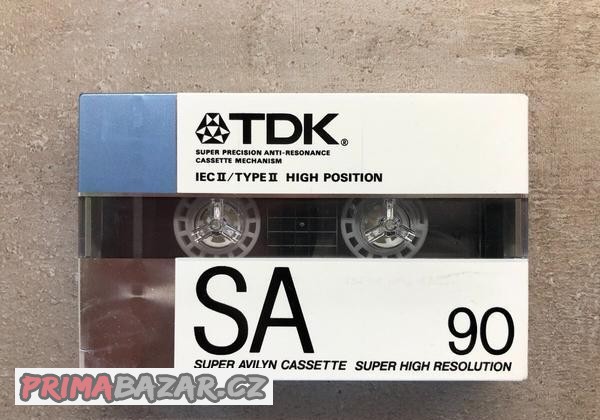 TDK®
SUPER PRECISION ANTI-RESONANCE
CASSETTE MECHANISM
IEC II/TYPE II HIGH POSITION
SA 90
SUPER AVILYN CASSETTE SUPER HIGH RESOLUTION
PRIMABAZAR.CZ